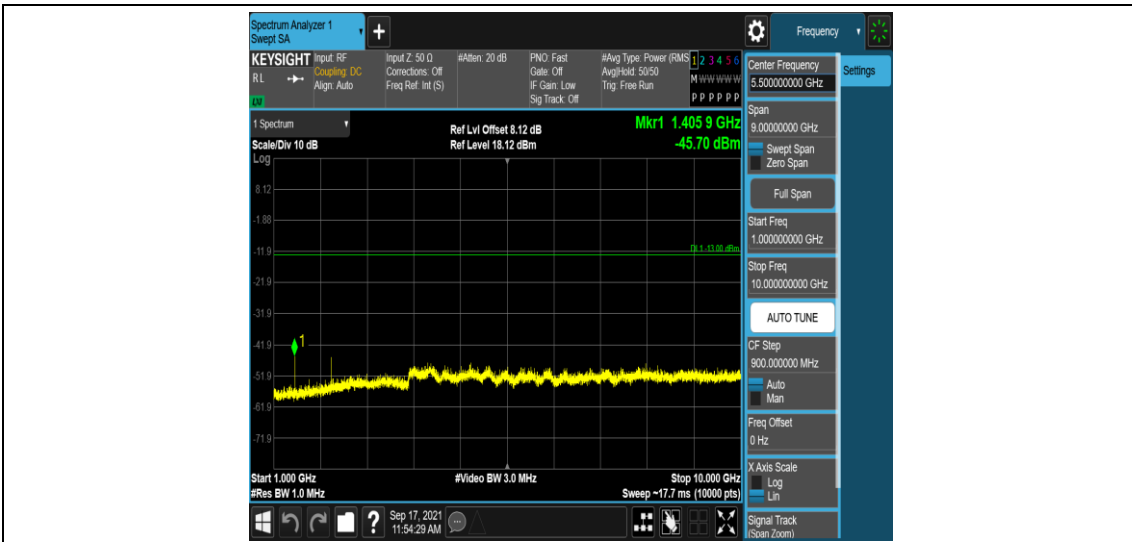 Spectrum Analyzer 1
Swept SA
Frequency
KEYSIGHT
RL
LXI
Input: RF
Coupling: DC
Align: Auto
Input Z: 50 Ω
Corrections: Off
Freq Ref: Int (S)
#Atten: 20 dB
PNO: Fast
Gate: Off
IF Gain: Low
Sig Track: Off
#Avg Type: Power (RMS
Avg|Hold: 50/50
Trig: Free Run
1 2 3 4 5 6
M W W W W W
P P P P P P
1 Spectrum
Scale/Div 10 dB
Log
Ref Lvl Offset 8.12 dB
Ref Level 18.12 dBm
Mkr1 1.405 9 GHz
-45.70 dBm
8.12
-1.88
-11.9
DL1 -13.00 dBm
-21.9
-31.9
-41.9
1
-51.9
-61.9
-71.9
Start 1.000 GHz
#Res BW 1.0 MHz
#Video BW 3.0 MHz
Stop 10.000 GHz
Sweep ~17.7 ms (10000 pts)
?
Sep 17, 2021
11:54:29 AM
Center Frequency
5.500000000 GHz
Settings
Span
9.00000000 GHz
Swept Span
Zero Span
Full Span
Start Freq
1.000000000 GHz
Stop Freq
10.000000000 GHz
AUTO TUNE
CF Step
900.000000 MHz
Auto
Man
Freq Offset
0 Hz
X Axis Scale
Log
Lin
Signal Track
(Span Zoom)